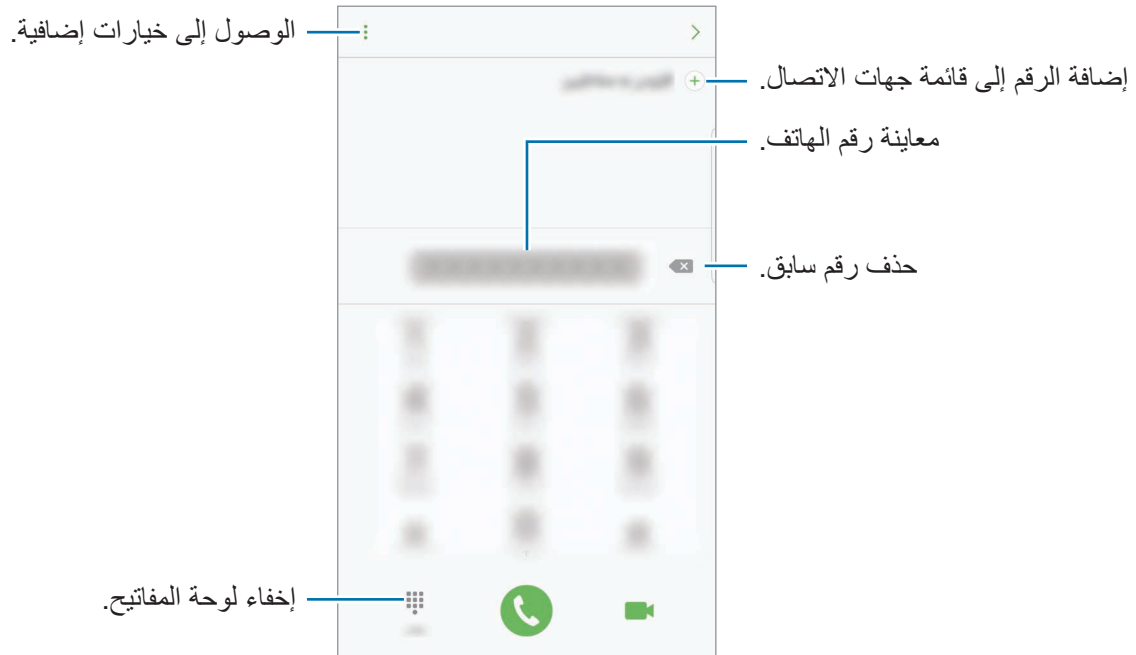 الوصول إلى خيارات إضافية.
إضافة الرقم إلى قائمة جهات الاتصال.
معاينة رقم الهاتف.
حذف رقم سابق.
إخفاء لوحة المفاتيح.